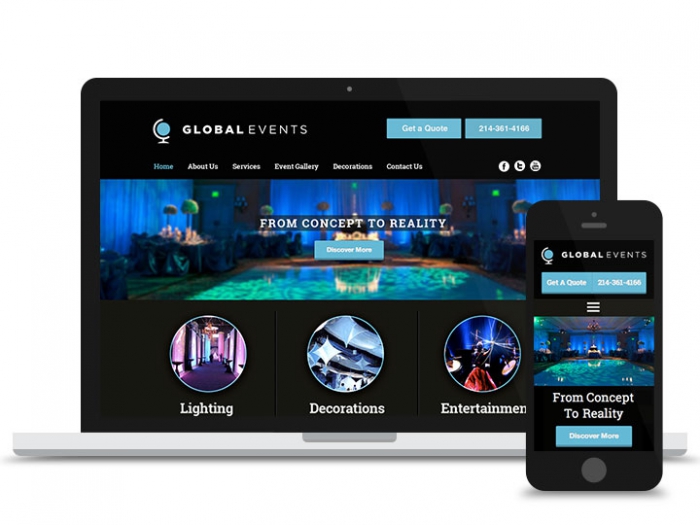 GLOBAL EVENTS
Get a Quote 214-361-4166
Home About Us Services Event Gallery Decorations Contact Us
FROM CONCEPT TO REALITY
Discover More
Lighting Decorations Entertainmen
GLOBAL EVENTS
Get A Quote 214-361-4166
From Concept
To Reality
Discover More